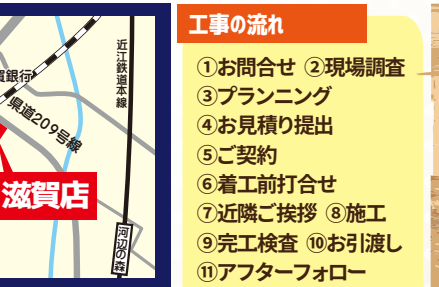 近江鉄道本線
賀銀行
県道209号線
滋賀店
河辺の森
工事の流れ
①お問合せ ②現場調査
③プランニング
④お見積り提出
⑤ご契約
⑥着工前打合せ
⑦近隣ご挨拶 ⑧施工
⑨完工検査 ⑩お引渡し
⑪アフターフォロー